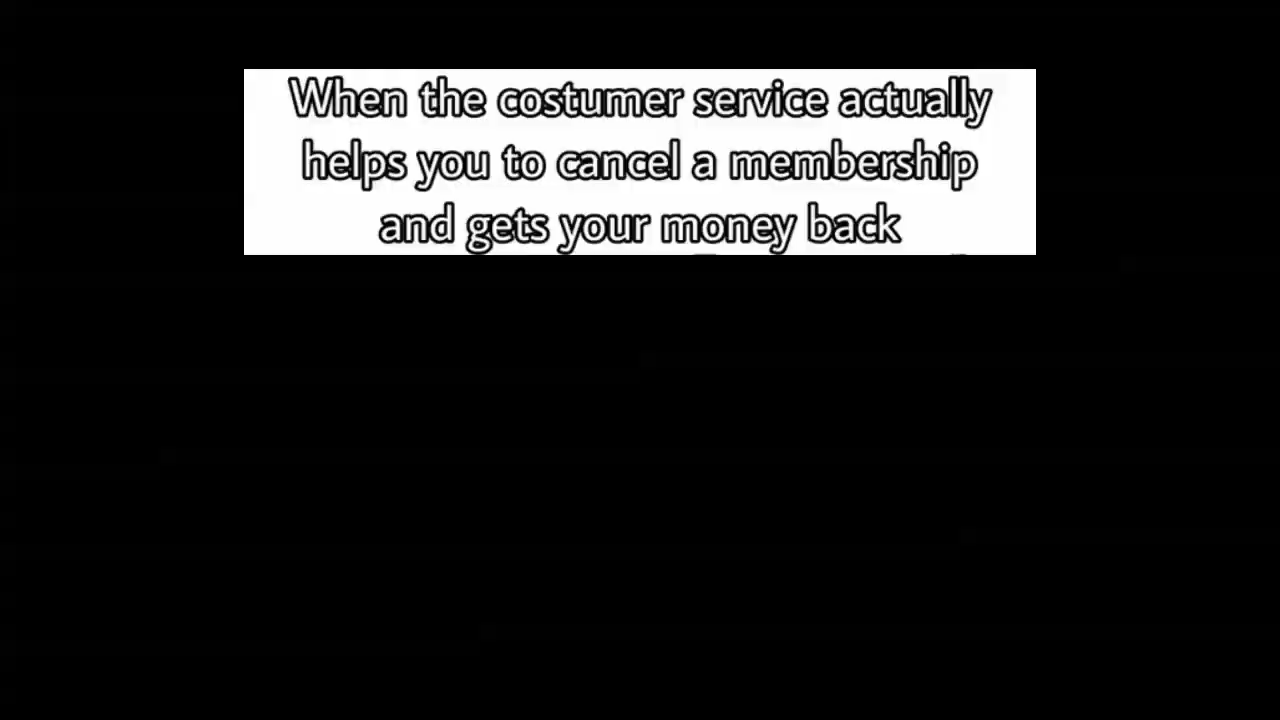 When the costumer service actually
helps you to cancel a membership
and gets your money back